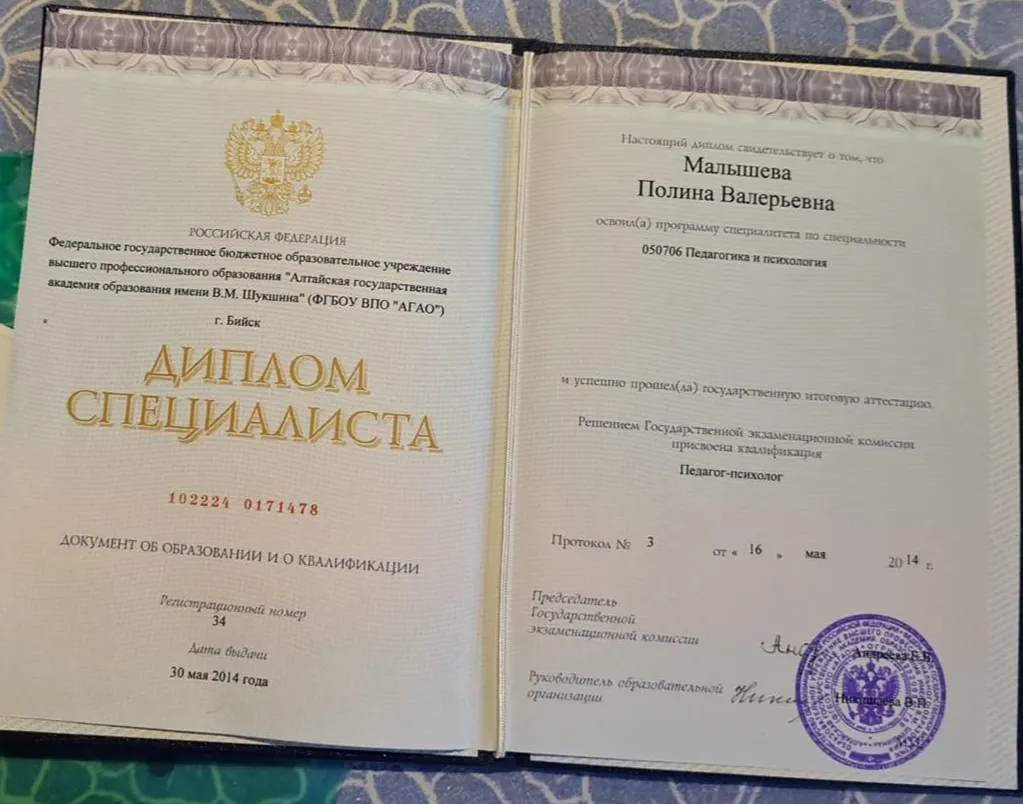 РОССИЙСКАЯ ФЕДЕРАЦИЯ
Федеральное государственное бюджетное образовательное учреждение
высшего профессионального образования "Алтайская государственная
академия образования имени В.М. Шукшина" (ФГБОУ ВПО "АГАО")
г. Бийск
ДИПЛОМ
СПЕЦИАЛИСТА
102224 0171478
ДОКУМЕНТ ОБ ОБРАЗОВАНИИ И О КВАЛИФИКАЦИИ
Регистрационный номер
34
Дата выдачи
30 мая 2014 года
Настоящий диплом свидетельствует о том, что
Малышева
Полина Валерьевна
освоил(а) программу специалитета по специальности
050706 Педагогика и психология
и успешно прошел(ла) государственную итоговую аттестацию.
Решением Государственной экзаменационной комиссии
присвоена квалификация
Педагог-психолог
Протокол № 3 от « 16 » мая 2014 г.
Председатель
Государственной
экзаменационной комиссии
Андреева Е.Б.
Руководитель образовательной
организации
Никишаева В.П.